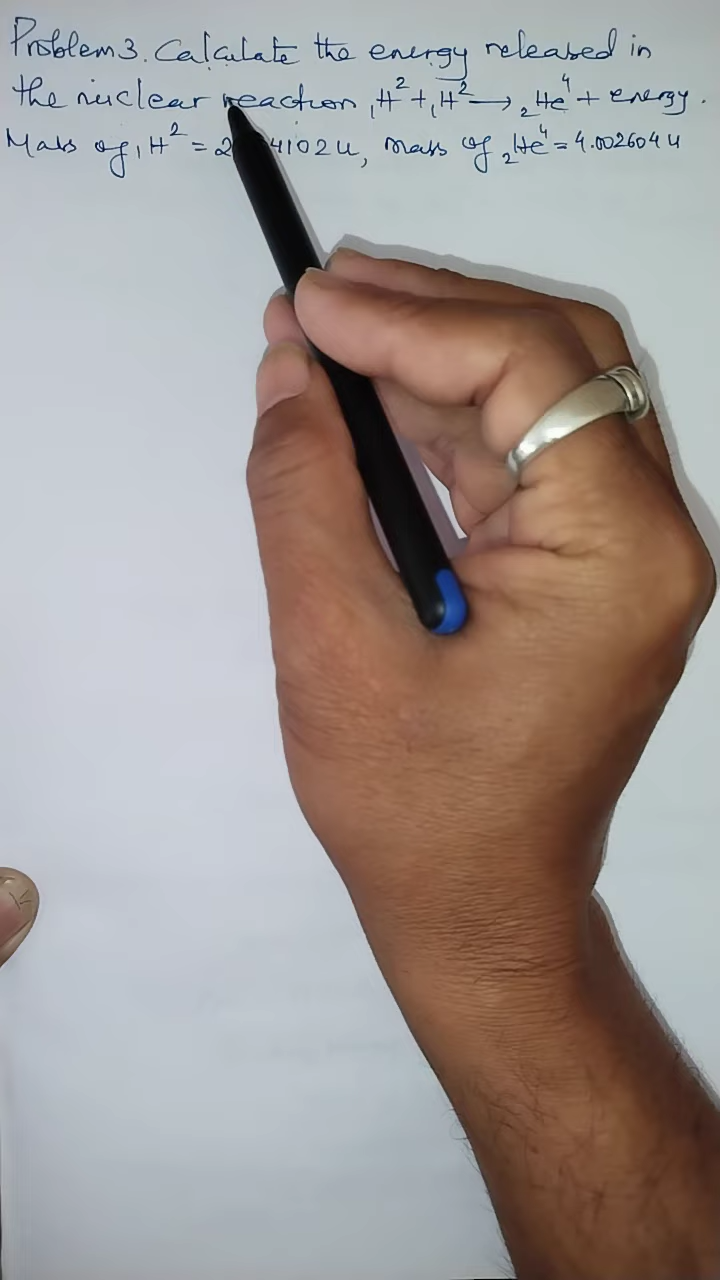 Problem 3. Calculate the energy released in
the nuclear reaction ₁H² + ₁H² → ₂He⁴ + energy.
Mass of ₁H² = 2 4102 u, mass of ₂He⁴ = 4.002604 u